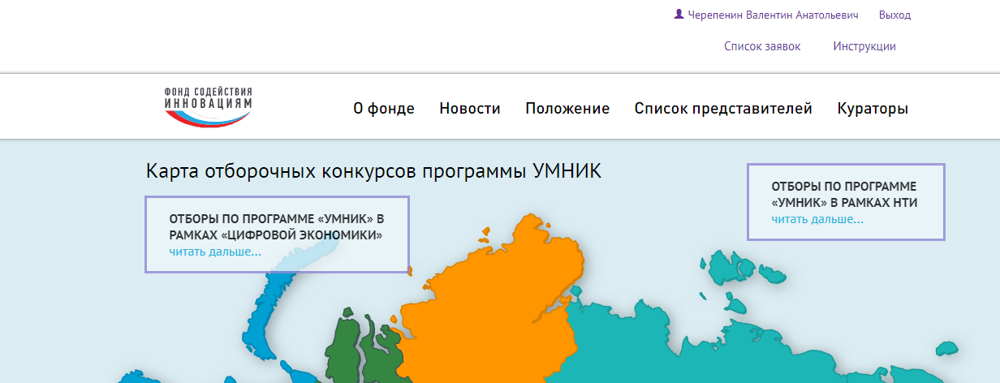 Черепенин Валентин Анатольевич Выход
Список заявок Инструкции
ФОНД СОДЕЙСТВИЯ
ИННОВАЦИЯМ
О фонде Новости Положение Список представителей Кураторы
Карта отборочных конкурсов программы УМНИК
ОТБОРЫ ПО ПРОГРАММЕ «УМНИК» В
РАМКАХ «ЦИФРОВОЙ ЭКОНОМИКИ»
читать дальше...
ОТБОРЫ ПО ПРОГРАММЕ
«УМНИК» В РАМКАХ НТИ
читать дальше...